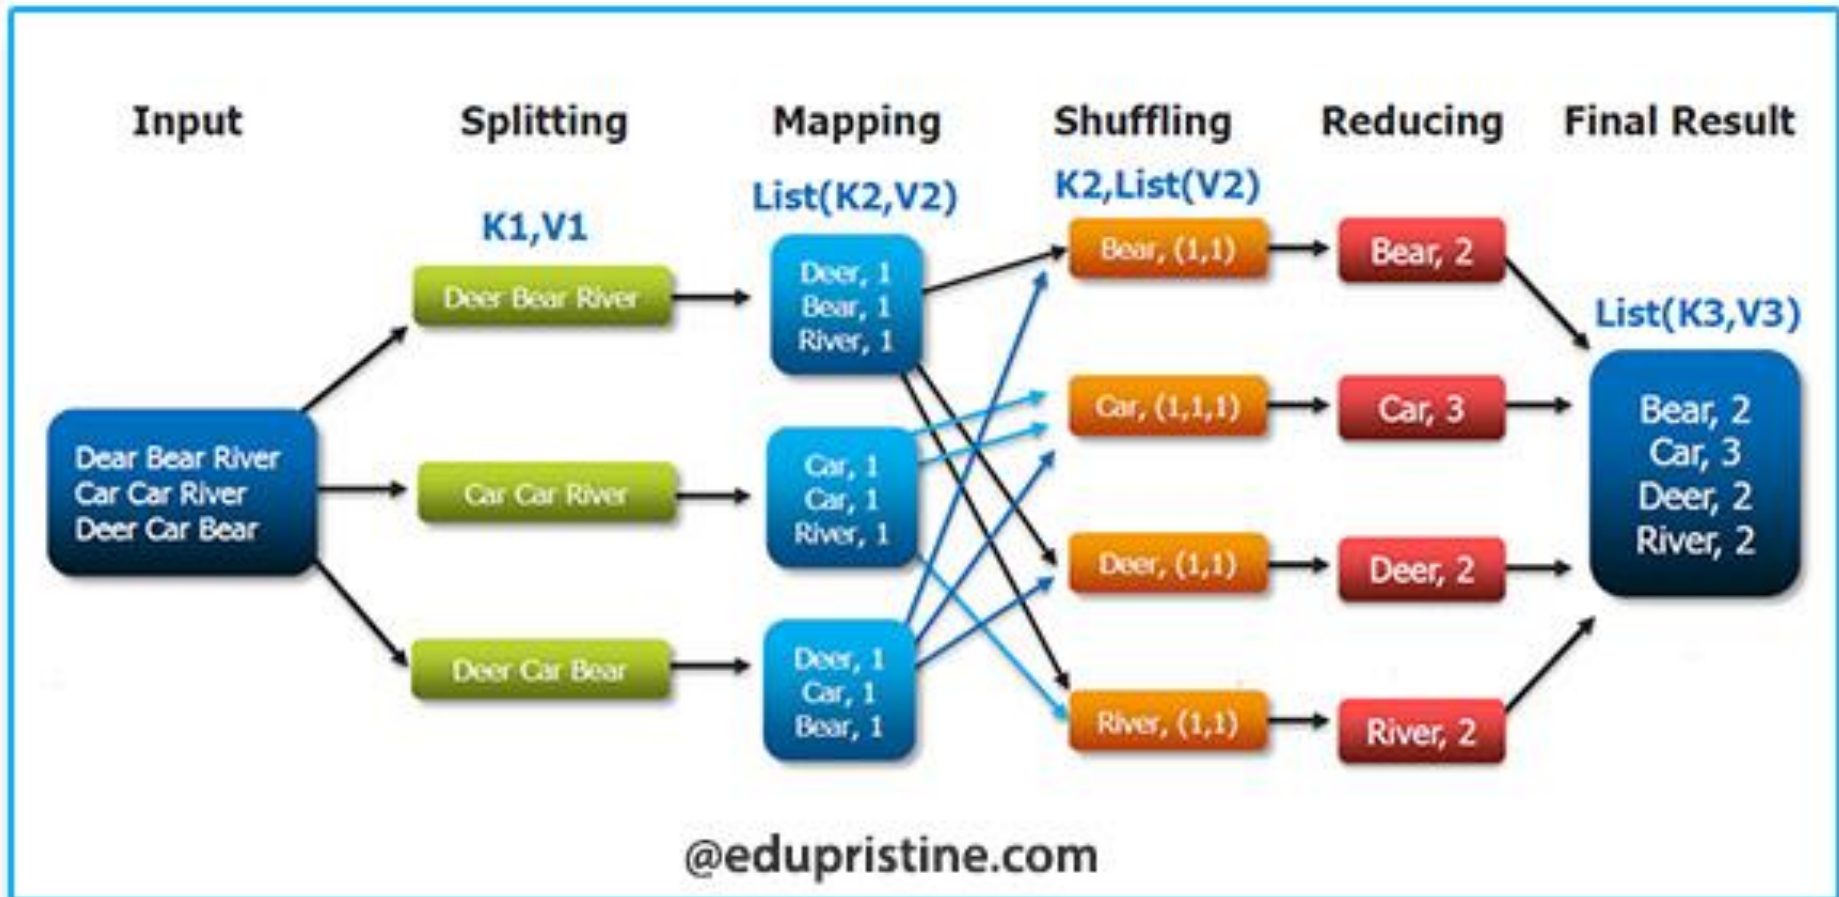 Input
Splitting
Mapping
Shuffling
Reducing
Final Result
K1,V1
List(K2,V2)
K2,List(V2)
List(K3,V3)
Dear Bear River
Car Car River
Deer Car Bear
Deer Bear River
Car Car River
Deer Car Bear
Deer, 1
Bear, 1
River, 1
Car, 1
Car, 1
River, 1
Deer, 1
Car, 1
Bear, 1
Bear, (1,1)
Car, (1,1,1)
Deer, (1,1)
River, (1,1)
Bear, 2
Car, 3
Deer, 2
River, 2
Bear, 2
Car, 3
Deer, 2
River, 2
@edupristine.com